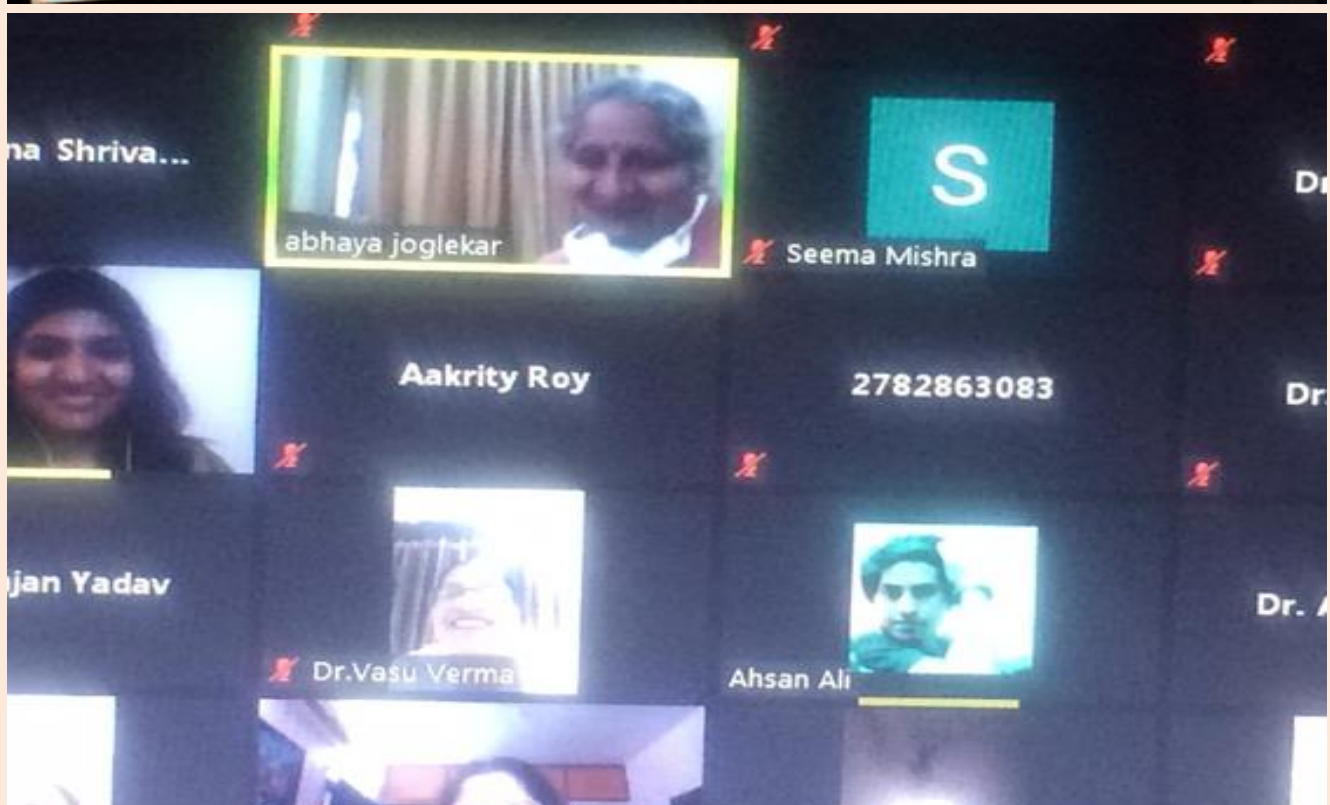 na Shriva...
abhaya joglekar
S
Seema Mishra
Dr
Aakrity Roy
2782863083
Dr.
jan Yadav
Dr.Vasu Verma
Ahsan Ali
Dr. A